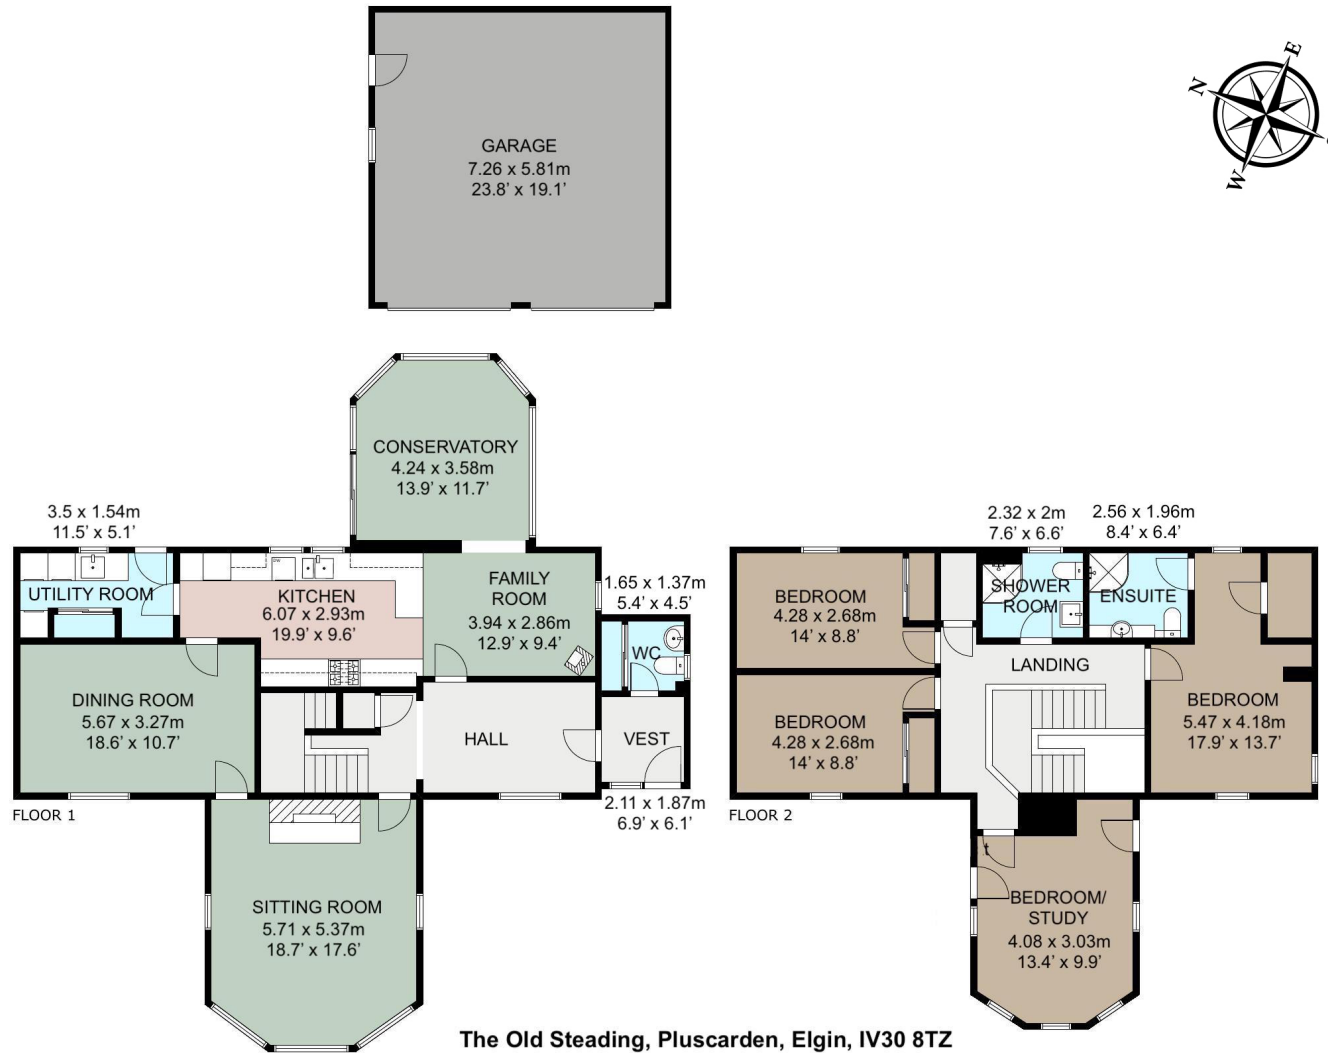 E
N
W
GARAGE
7.26 x 5.81m
23.8' x 19.1'
CONSERVATORY
4.24 x 3.58m
13.9' x 11.7'
3.5 x 1.54m
11.5' x 5.1'
UTILITY ROOM
KITCHEN
6.07 x 2.93m
19.9' x 9.6'
FAMILY
ROOM
3.94 x 2.86m
12.9' x 9.4'
1.65 x 1.37m
5.4' x 4.5'
WC
DINING ROOM
5.67 x 3.27m
18.6' x 10.7'
HALL
VEST
2.11 x 1.87m
6.9' x 6.1'
FLOOR 1
SITTING ROOM
5.71 x 5.37m
18.7' x 17.6'
2.32 x 2m
7.6' x 6.6'
2.56 x 1.96m
8.4' x 6.4'
BEDROOM
4.28 x 2.68m
14' x 8.8'
SHOWER
ROOM
ENSUITE
LANDING
BEDROOM
4.28 x 2.68m
14' x 8.8'
BEDROOM
5.47 x 4.18m
17.9' x 13.7'
FLOOR 2
t
BEDROOM/
STUDY
4.08 x 3.03m
13.4' x 9.9'
The Old Steading, Pluscarden, Elgin, IV30 8TZ